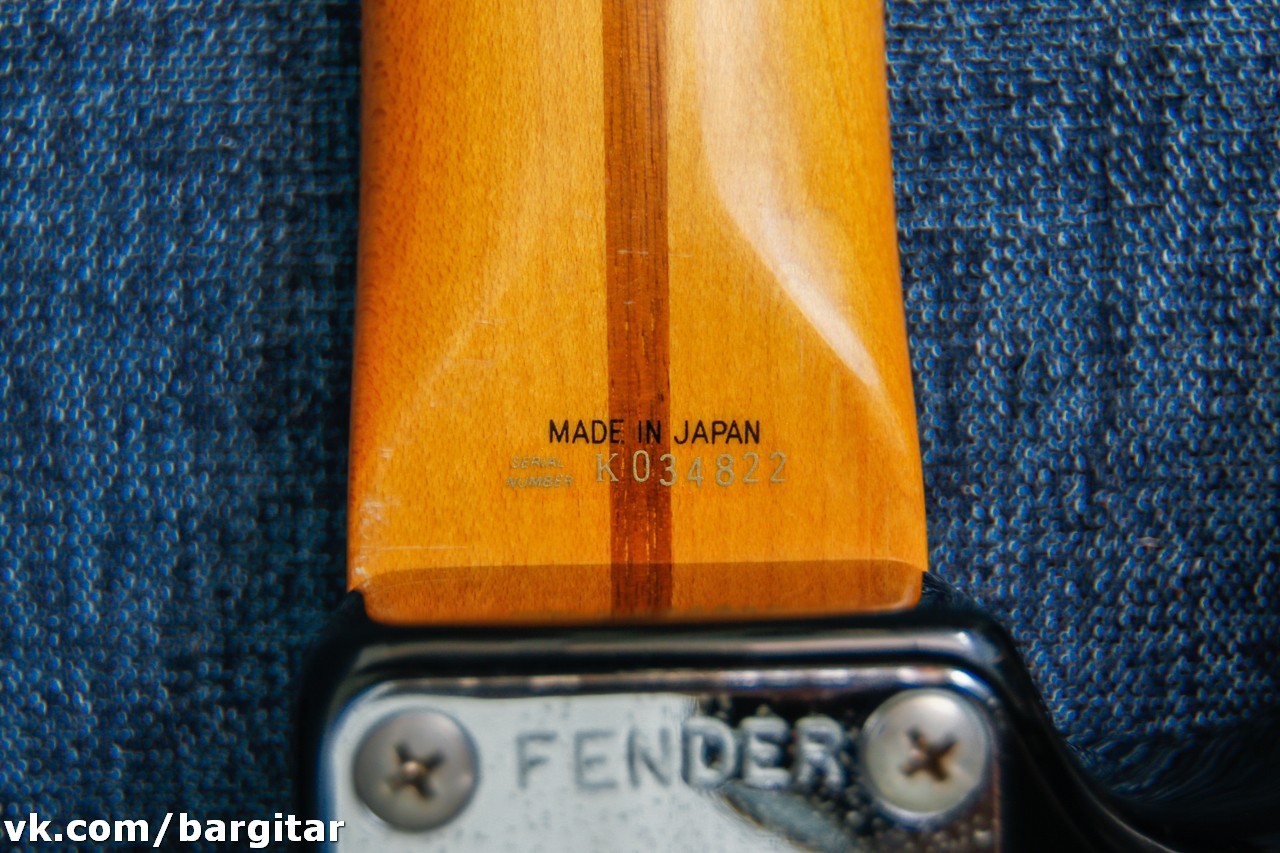 MADE IN JAPAN
SERIAL
NUMBER
K034822
FENDER
vk.com/bargitar